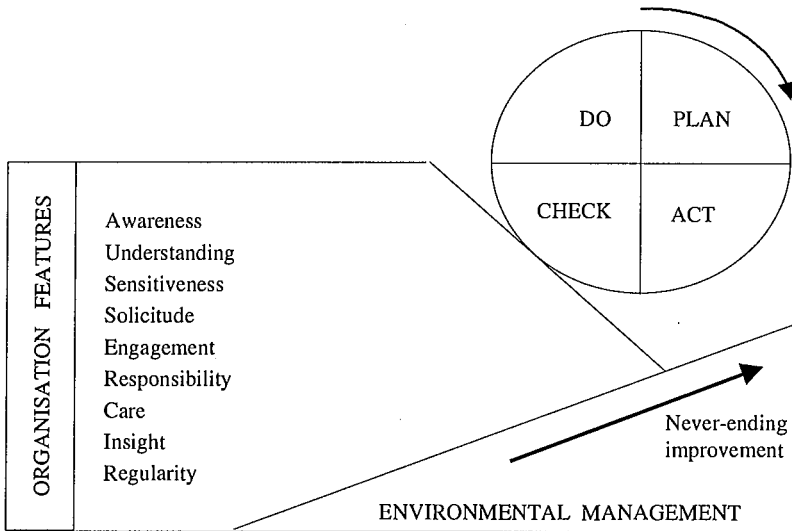 DO PLAN
CHECK ACT
ORGANISATION FEATURES
Awareness
Understanding
Sensitiveness
Solicitude
Engagement
Responsibility
Care
Insight
Regularity
Never-ending
improvement
ENVIRONMENTAL MANAGEMENT